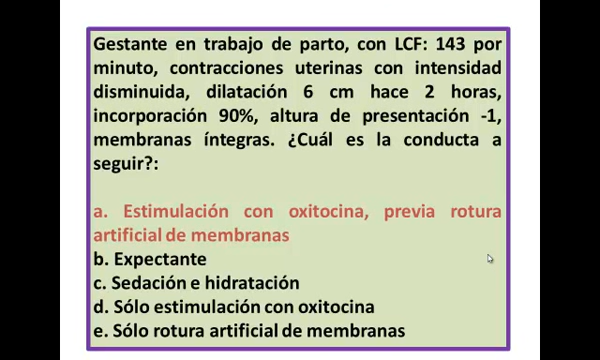 Gestante en trabajo de parto, con LCF: 143 por
minuto, contracciones uterinas con intensidad
disminuida, dilatación 6 cm hace 2 horas,
incorporación 90%, altura de presentación -1,
membranas íntegras. ¿Cuál es la conducta a
seguir?:
a. Estimulación con oxitocina, previa rotura
artificial de membranas
b. Expectante
c. Sedación e hidratación
d. Sólo estimulación con oxitocina
e. Sólo rotura artificial de membranas